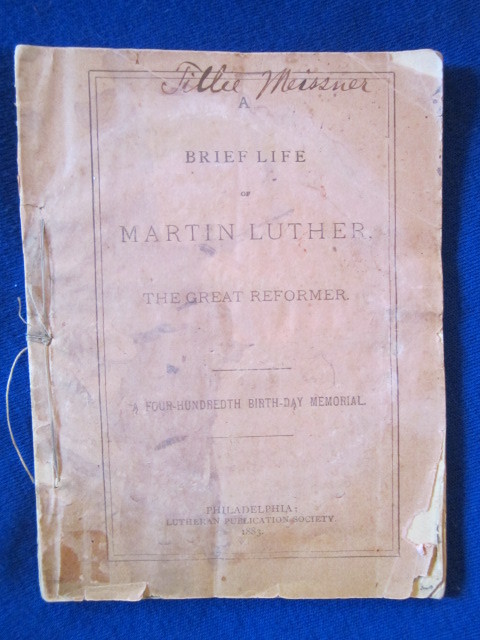 Tillie Meissner
A
BRIEF LIFE
OF
MARTIN LUTHER.
THE GREAT REFORMER.
A FOUR-HUNDREDTH BIRTH-DAY MEMORIAL.
PHILADELPHIA:
LUTHERAN PUBLICATION SOCIETY.
1883.